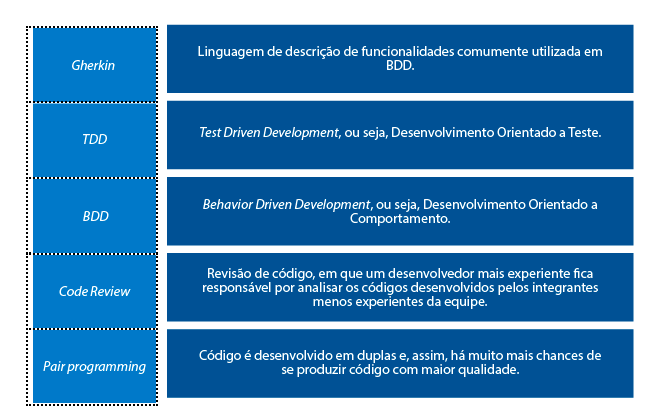 Gherkin
Linguagem de descrição de funcionalidades comumente utilizada em
BDD.
TDD
Test Driven Development, ou seja, Desenvolvimento Orientado a Teste.
BDD
Behavior Driven Development, ou seja, Desenvolvimento Orientado a
Comportamento.
Code Review
Revisão de código, em que um desenvolvedor mais experiente fica
responsável por analisar os códigos desenvolvidos pelos integrantes
menos experientes da equipe.
Pair programming
Código é desenvolvido em duplas e, assim, há muito mais chances de
se produzir código com maior qualidade.